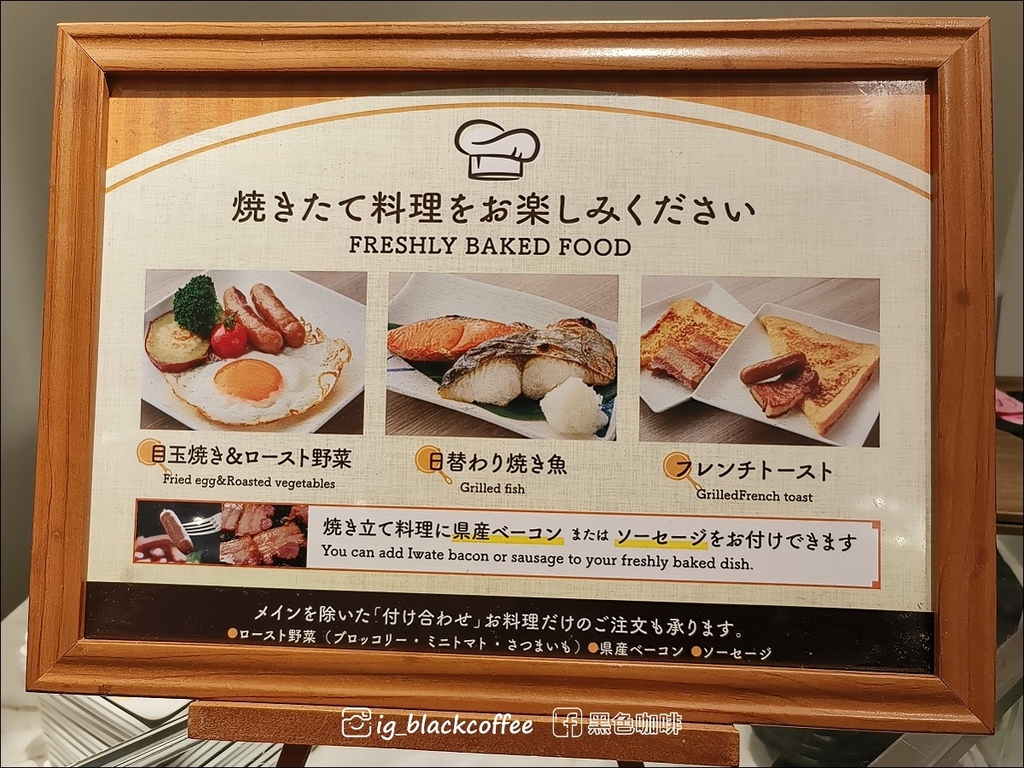 焼きたて料理をお楽しみください
FRESHLY BAKED FOOD
目玉焼き&ロースト野菜
Fried egg&Roasted vegetables
日替わり焼き魚
Grilled fish
フレンチトースト
GrilledFrench toast
焼き立て料理に県産ベーコン または ソーセージをお付けできます
You can add Iwate bacon or sausage to your freshly baked dish.
メインを除いた「付け合わせ」お料理だけのご注文も承ります。
●ロースト野菜（ブロッコリー・ミニトマト・さつまいも）●県産ベーコン ●ソーセージ
ig_blackcoffee 黑色咖啡